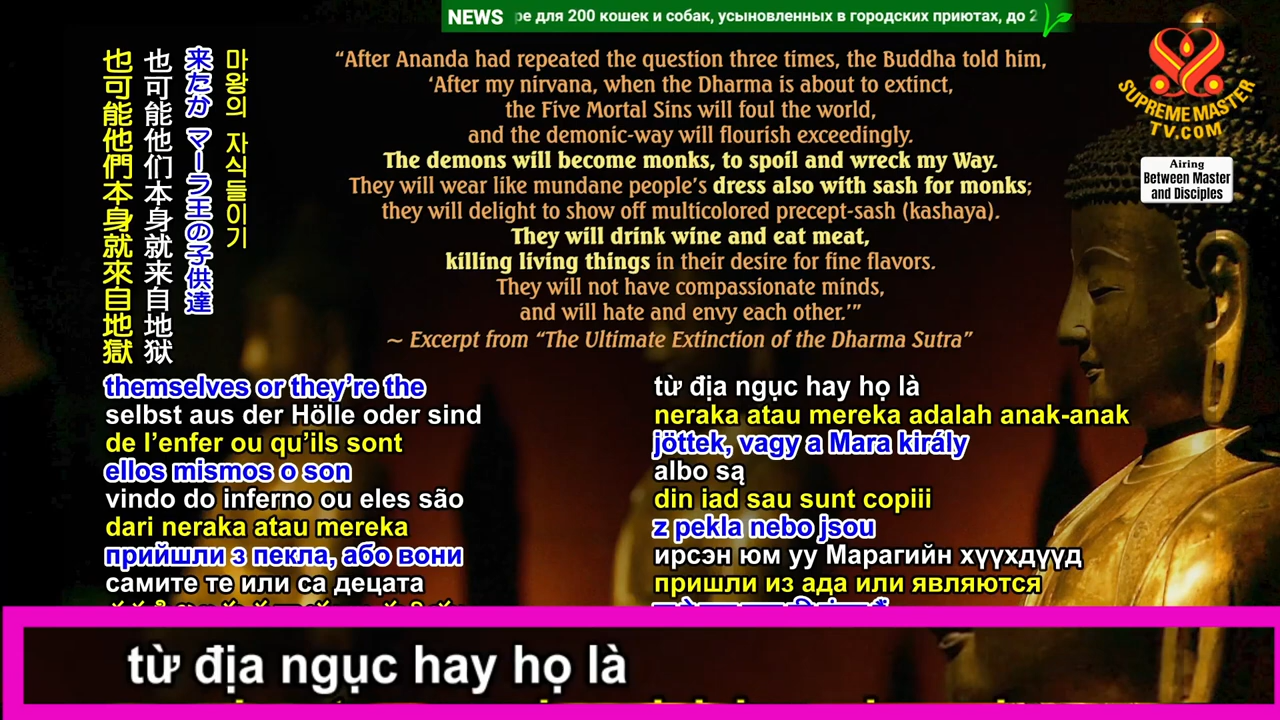 NEWS ре для 200 кошек и собак, усыновленных в городских приютах, до 2
“After Ananda had repeated the question three times, the Buddha told him,
‘After my nirvana, when the Dharma is about to extinct,
the Five Mortal Sins will foul the world,
and the demonic-way will flourish exceedingly.
The demons will become monks, to spoil and wreck my Way.
They will wear like mundane people’s dress also with sash for monks;
they will delight to show off multicolored precept-sash (kashaya).
They will drink wine and eat meat,
killing living things in their desire for fine flavors.
They will not have compassionate minds,
and will hate and envy each other.’”
~ Excerpt from “The Ultimate Extinction of the Dharma Sutra”
SUPREME MASTER
TV.COM
Airing
Between Master
and Disciples
마왕의 자식들이기
来たか マーラ王の子供達
也可能他们本身就来自地狱
也可能他們本身就來自地獄
themselves or they’re the
selbst aus der Hölle oder sind
de l’enfer ou qu’ils sont
ellos mismos o son
vindo do inferno ou eles são
dari neraka atau mereka
прийшли з пекла, або вони
самите те или са децата
từ địa ngục hay họ là
neraka atau mereka adalah anak-anak
jöttek, vagy a Mara király
albo są
din iad sau sunt copiii
z pekla nebo jsou
ирсэн юм уу Марагийн хүүхдүүд
пришли из ада или являются
từ địa ngục hay họ là